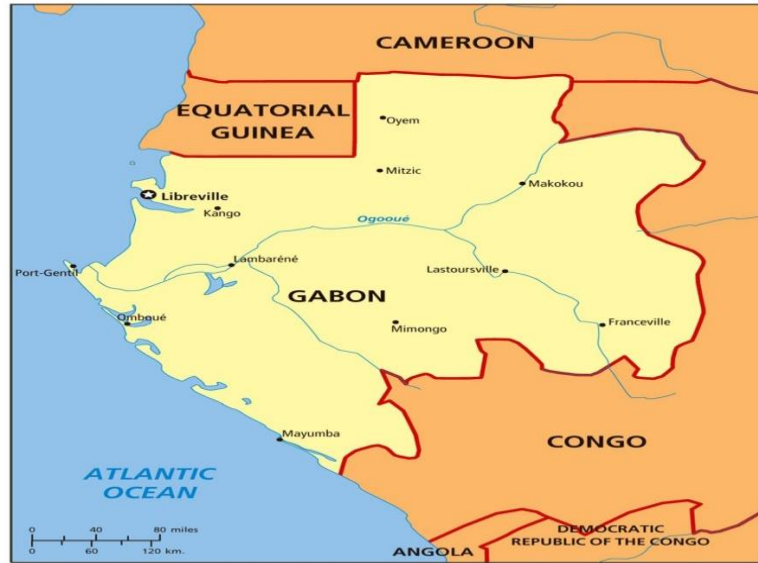 CAMEROON
EQUATORIAL
GUINEA
Oyem
Mitzic
Makokou
Libreville
Kango
Ogooué
Lambaréné
Port-Gentil
Lastoursville
GABON
Omboué
Mimongo
Franceville
Mayumba
CONGO
ATLANTIC
OCEAN
0 40 80 miles
0 60 120 km.
ANGOLA
DEMOCRATIC
REPUBLIC OF THE CONGO